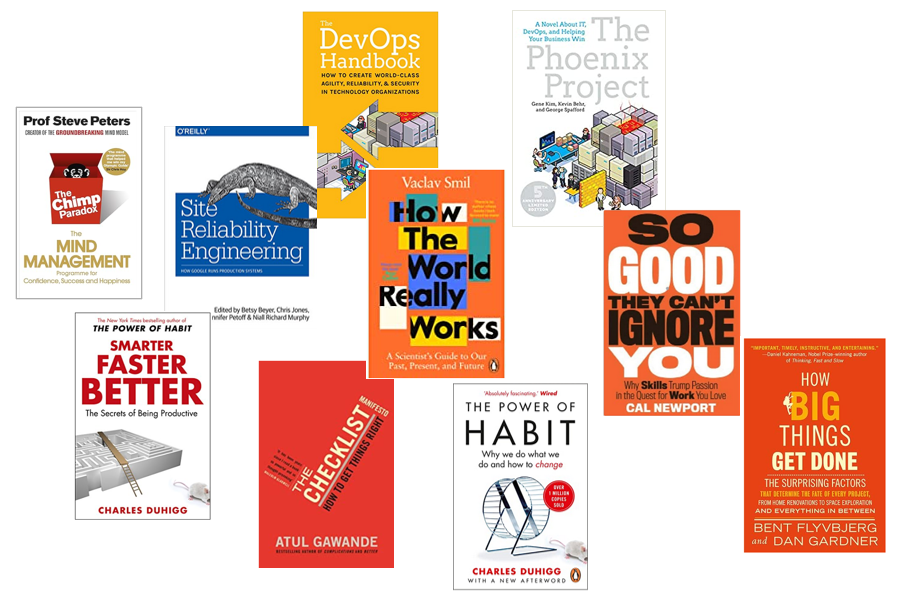 The
DevOps
Handbook
HOW TO CREATE WORLD-CLASS
AGILITY, RELIABILITY, & SECURITY
IN TECHNOLOGY ORGANIZATIONS
A Novel About IT,
DevOps, and Helping
Your Business Win
The
Phoenix
Project
Gene Kim, Kevin Behr,
and George Spafford
5TH
ANNIVERSARY
LIMITED
EDITION
Prof Steve Peters
CREATOR OF THE GROUNDBREAKING MIND MODEL
The
Chimp
Paradox
The
MIND
MANAGEMENT
Programme for
Confidence, Success and Happiness
O'REILLY
Site
Reliability
Engineering
HOW GOOGLE RUNS PRODUCTION SYSTEMS
Edited by Betsy Beyer, Chris Jones,
nnifer Petoff & Niall Richard Murphy
Vaclav Smil
How
The
World
Really
Works
A Scientist's Guide to Our
Past, Present, and Future
SO
GOOD
THEY CAN'T
IGNORE
YOU
Why Skills Trump Passion
in the Quest for Work You Love
CAL NEWPORT
The New York Times bestselling author of
THE POWER OF HABIT
SMARTER
FASTER
BETTER
The Secrets of Being Productive
CHARLES DUHIGG
THE
CHECKLIST
MANIFESTO
HOW TO GET THINGS RIGHT
ATUL GAWANDE
BESTSELLING AUTHOR OF COMPLICATIONS AND BETTER
'Absolutely fascinating.' Wired
THE POWER OF
HABIT
Why we do what we
do and how to change
OVER
1 MILLION
COPIES
SOLD
CHARLES DUHIGG
WITH A NEW AFTERWORD
"IMPORTANT, TIMELY, INSTRUCTIVE, AND ENTERTAINING."
—Daniel Kahneman, Nobel Prize–winning author
of Thinking, Fast and Slow
HOW
BIG
THINGS
GET DONE
THE SURPRISING FACTORS
THAT DETERMINE THE FATE OF EVERY PROJECT,
FROM HOME RENOVATIONS TO SPACE EXPLORATION
AND EVERYTHING IN BETWEEN
BENT FLYVBJERG
and DAN GARDNER